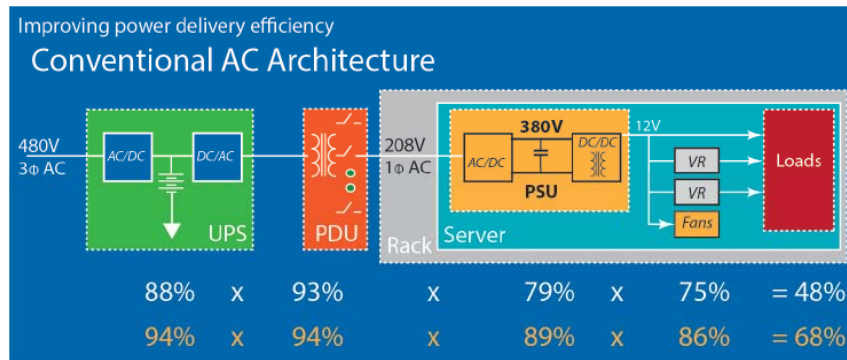 Improving power delivery efficiency
Conventional AC Architecture
480V
3Φ AC
AC/DC
DC/AC
UPS
PDU
208V
1Φ AC
Rack
Server
AC/DC
380V
DC/DC
PSU
12V
VR
VR
Fans
Loads
88% x 93% x 79% x 75% = 48%
94% x 94% x 89% x 86% = 68%